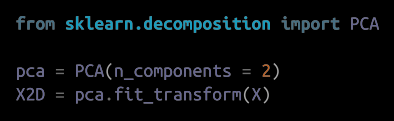 from sklearn.decomposition import PCA
pca = PCA(n_components = 2)
X2D = pca.fit_transform(X)